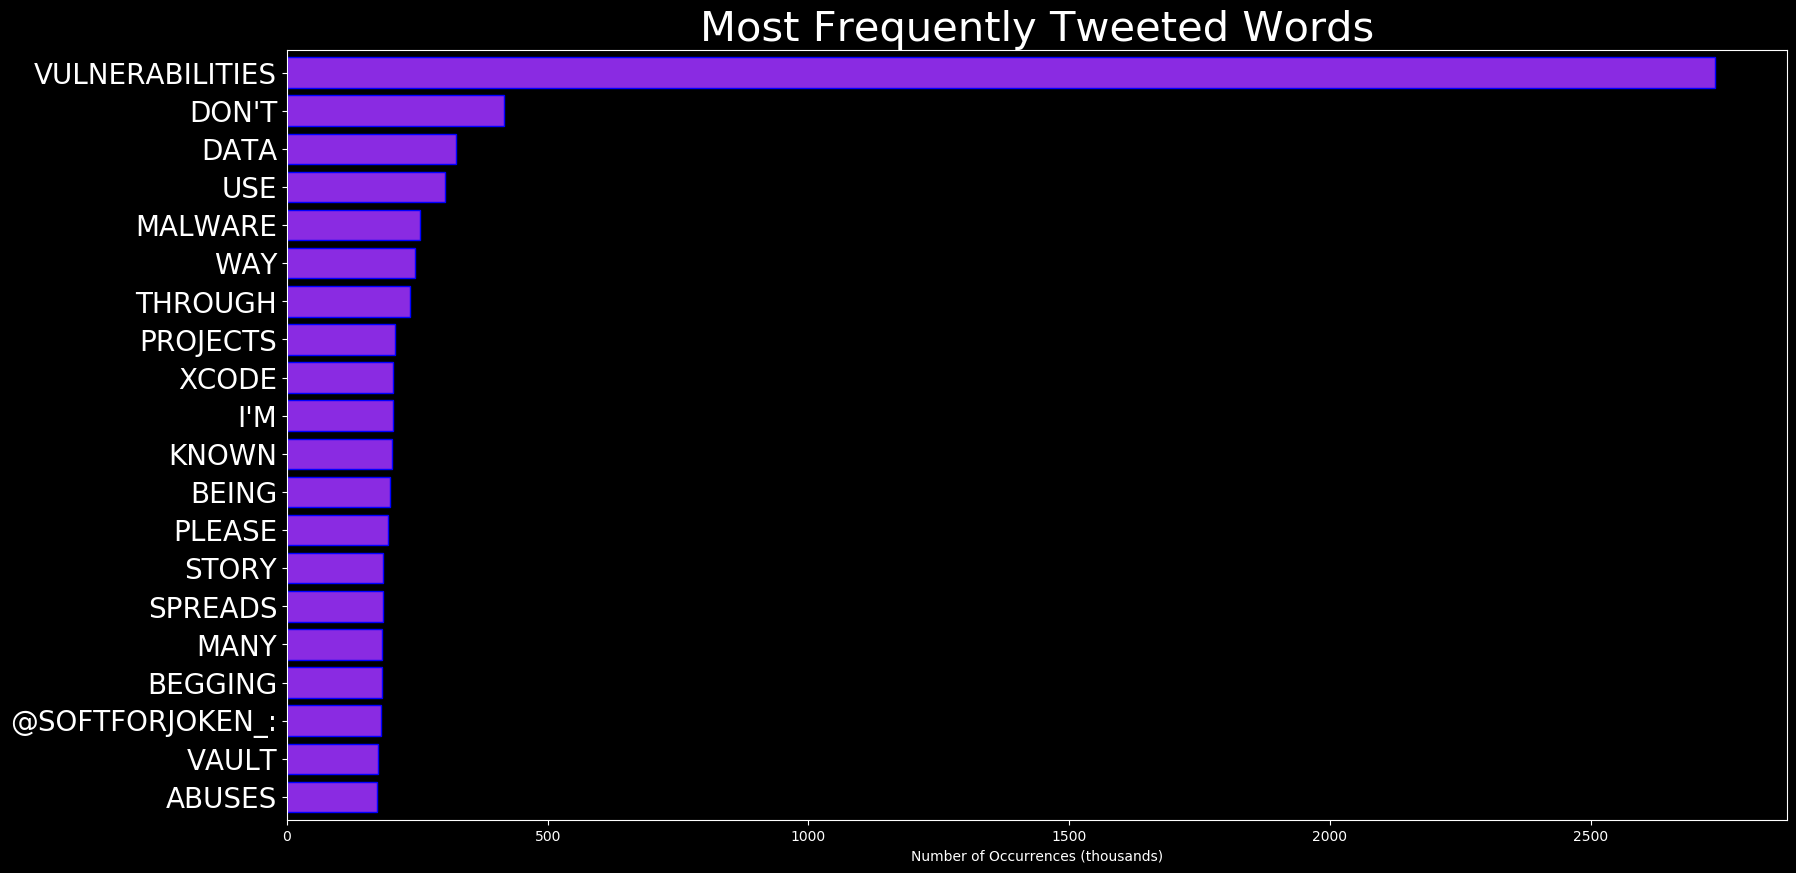 Most Frequently Tweeted Words
VULNERABILITIES
DON'T
DATA
USE
MALWARE
WAY
THROUGH
PROJECTS
XCODE
I'M
KNOWN
BEING
PLEASE
STORY
SPREADS
MANY
BEGGING
@SOFTFORJOKEN_:
VAULT
ABUSES
0 500 1000 1500 2000 2500
Number of Occurrences (thousands)